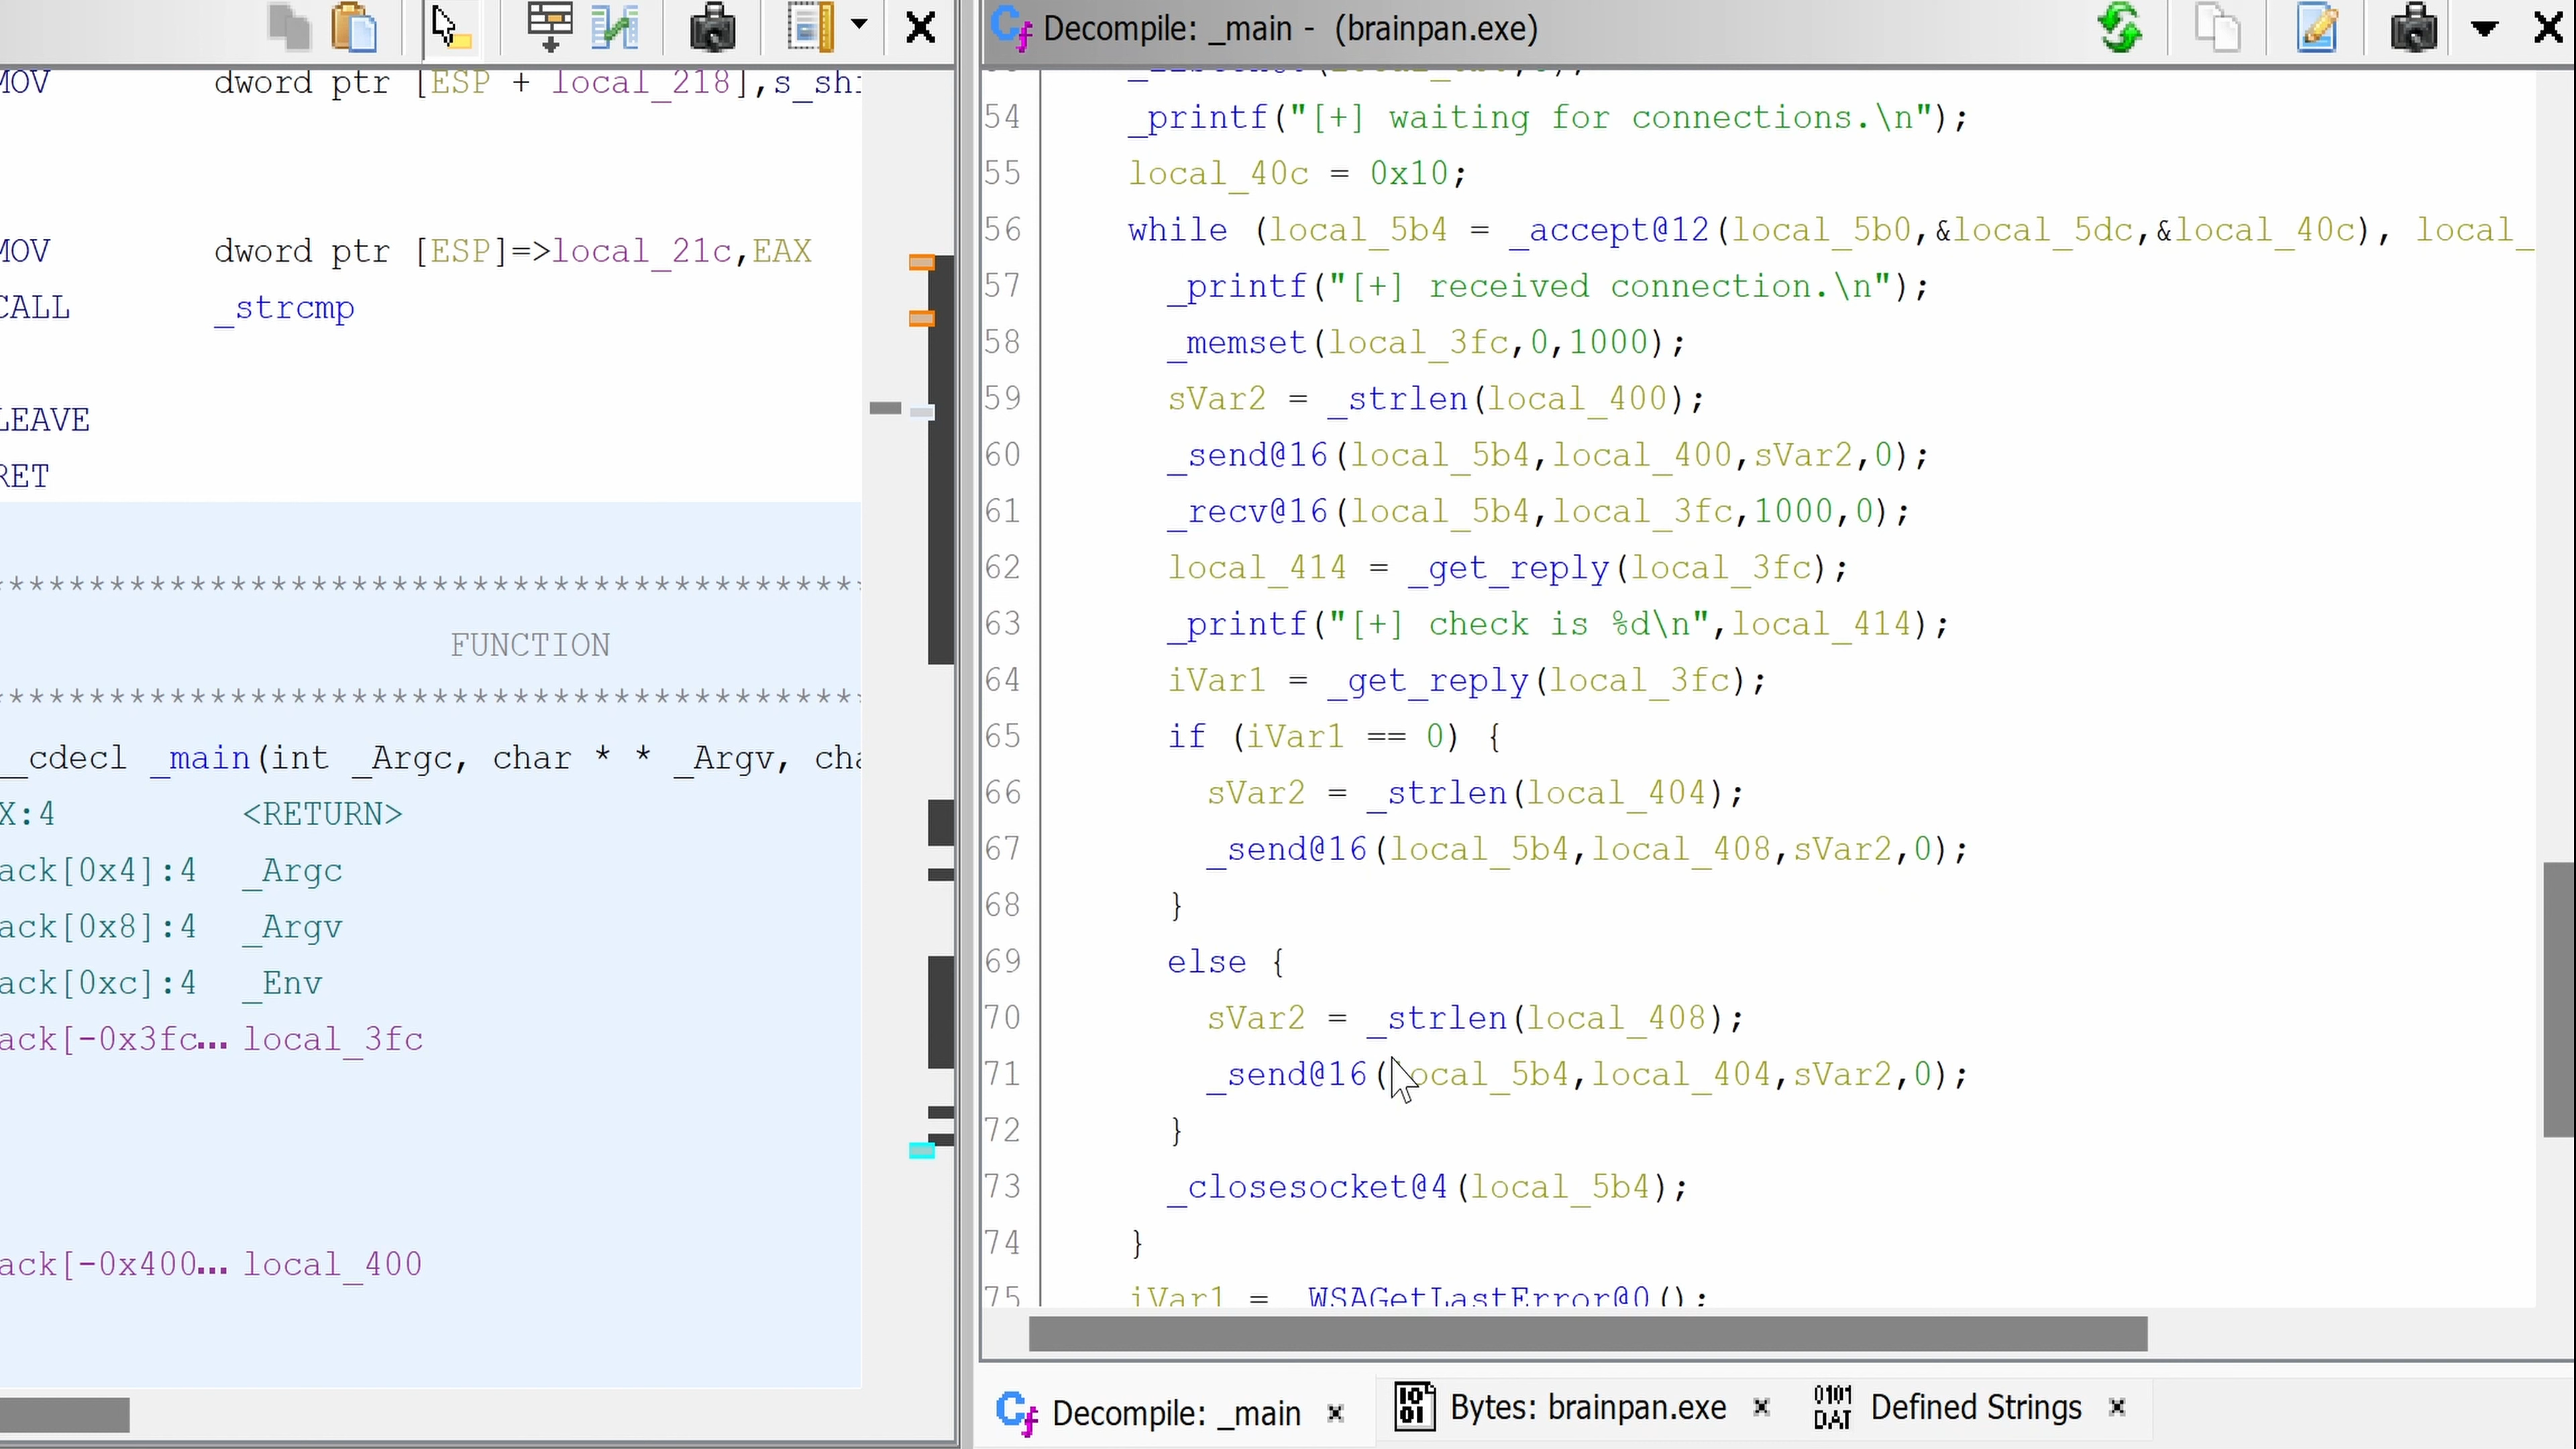 MOV dword ptr [ESP + local_218],s_shi
MOV dword ptr [ESP]=>local_21c,EAX
CALL _strcmp
LEAVE
RET
FUNCTION
__cdecl _main(int _Argc, char * * _Argv, cha
X:4 <RETURN>
ack[0x4]:4 _Argc
ack[0x8]:4 _Argv
ack[0xc]:4 _Env
ack[-0x3fc... local_3fc
ack[-0x400... local_400
Decompile: _main - (brainpan.exe)
54 _printf("[+] waiting for connections.\n");
55 local_40c = 0x10;
56 while (local_5b4 = _accept@12(local_5b0,&local_5dc,&local_40c), local_
57 _printf("[+] received connection.\n");
58 _memset(local_3fc,0,1000);
59 sVar2 = _strlen(local_400);
60 _send@16(local_5b4,local_400,sVar2,0);
61 _recv@16(local_5b4,local_3fc,1000,0);
62 local_414 = _get_reply(local_3fc);
63 _printf("[+] check is %d\n",local_414);
64 iVar1 = _get_reply(local_3fc);
65 if (iVar1 == 0) {
66 sVar2 = _strlen(local_404);
67 _send@16(local_5b4,local_408,sVar2,0);
68 }
69 else {
70 sVar2 = _strlen(local_408);
71 _send@16(local_5b4,local_404,sVar2,0);
72 }
73 _closesocket@4(local_5b4);
74 }
75 iVar1 = _WSAGetLastError@0();
Decompile: _main
Bytes: brainpan.exe
Defined Strings